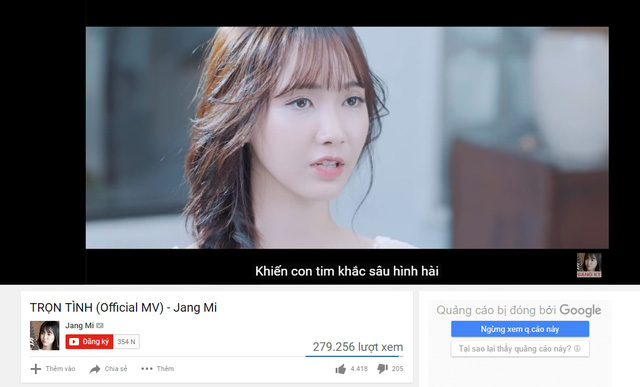 Khiến con tim khắc sâu hình hài
JANG MI
TRỌN TÌNH (Official MV) - Jang Mi
Jang Mi
Đăng ký 354 N
279.256 lượt xem
Thêm vào Chia sẻ Thêm
4.418 205
Quảng cáo bị đóng bởi Google
Ngừng xem q.cáo này
Tại sao lại thấy quảng cáo này?